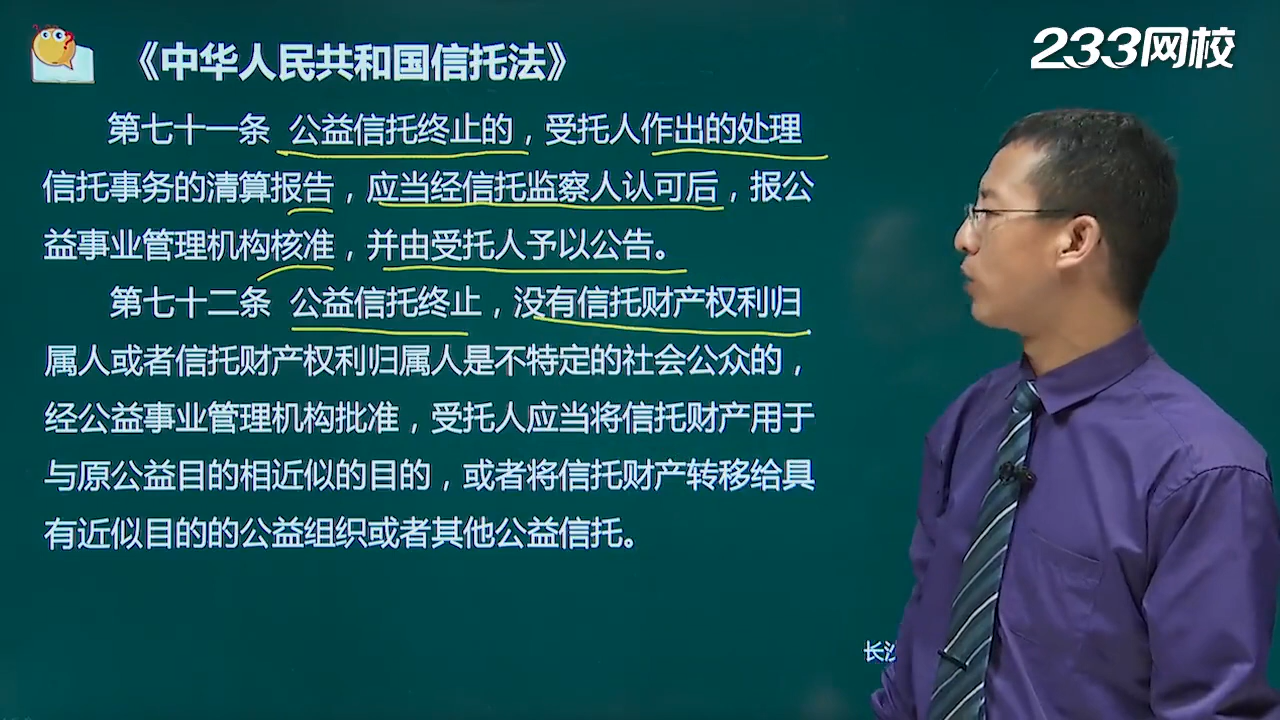 233网校
《中华人民共和国信托法》
第七十一条 公益信托终止的，受托人作出的处理
信托事务的清算报告，应当经信托监察人认可后，报公
益事业管理机构核准，并由受托人予以公告。
第七十二条 公益信托终止，没有信托财产权利归
属人或者信托财产权利归属人是不特定的社会公众的，
经公益事业管理机构批准，受托人应当将信托财产用于
与原公益目的相近似的目的，或者将信托财产转移给具
有近似目的的公益组织或者其他公益信托。
长沙